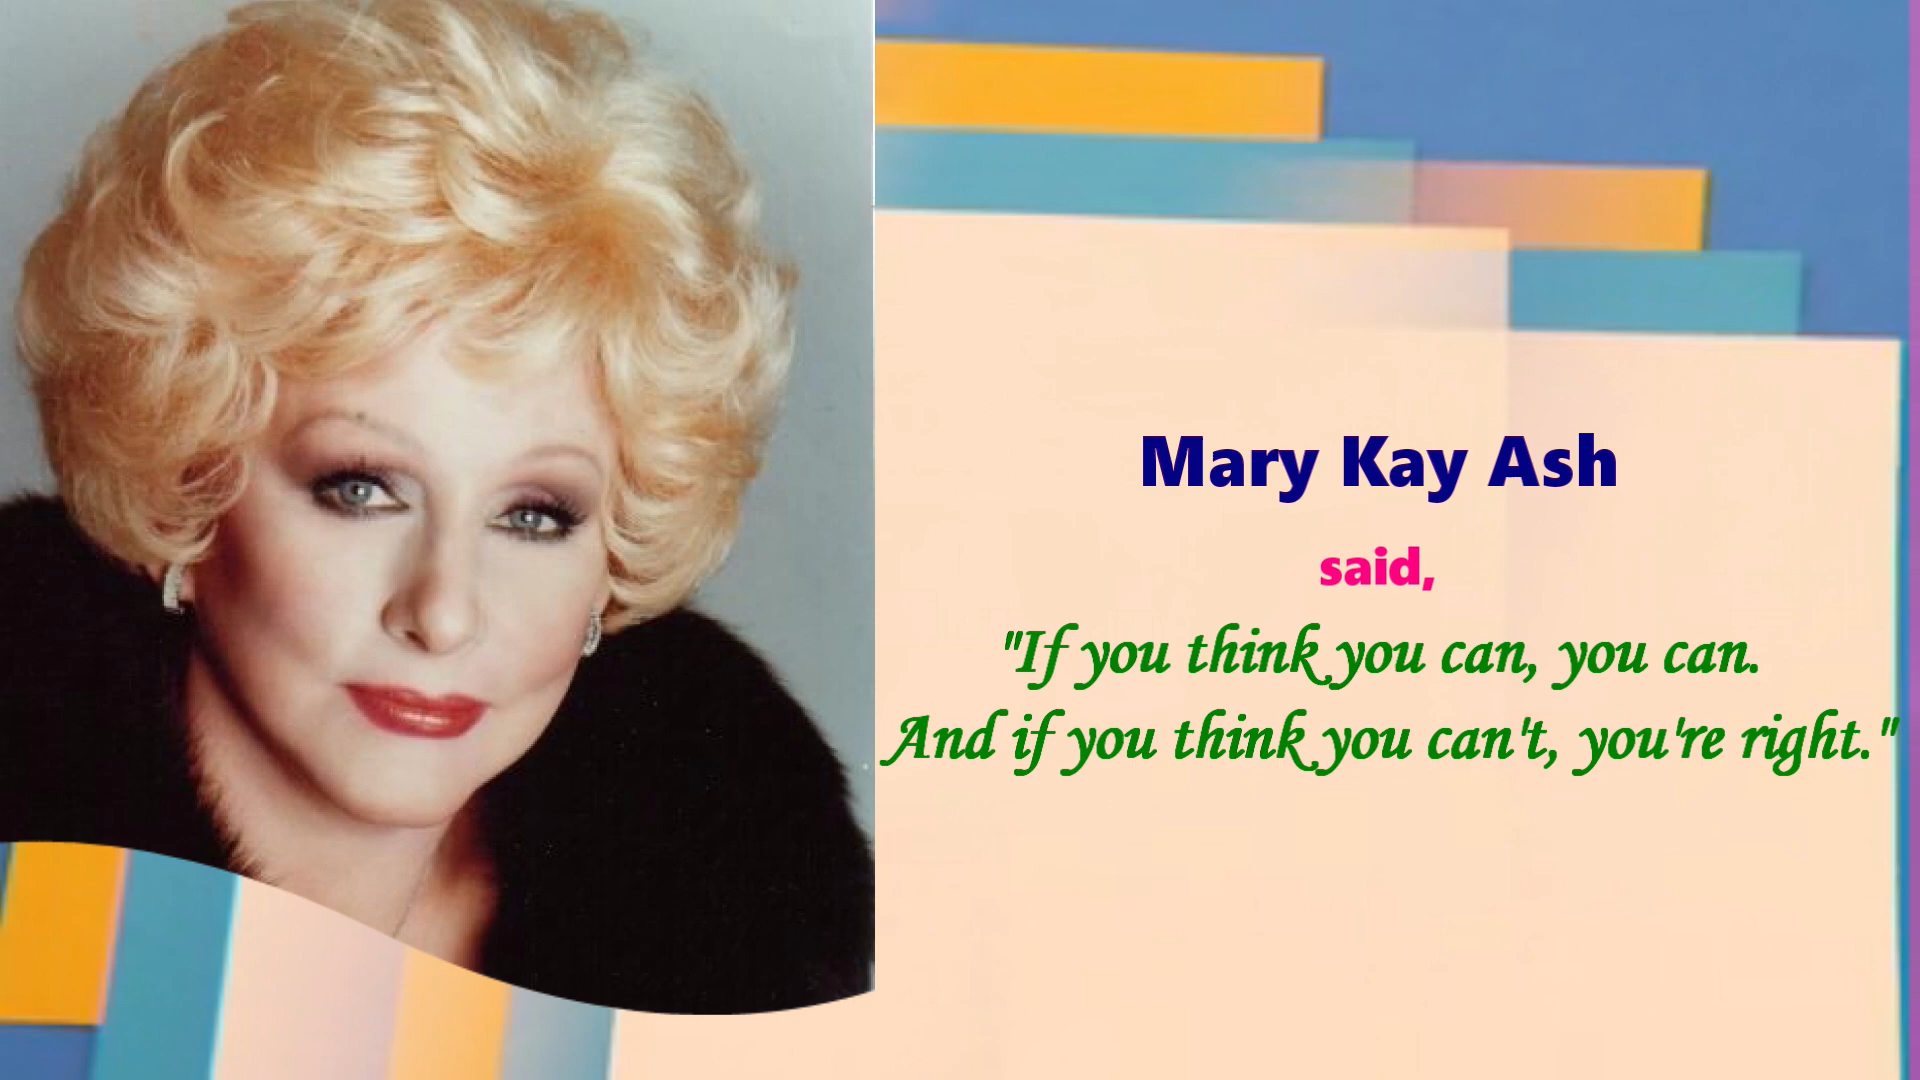 Mary Kay Ash
said,
"If you think you can, you can.
And if you think you can't, you're right."